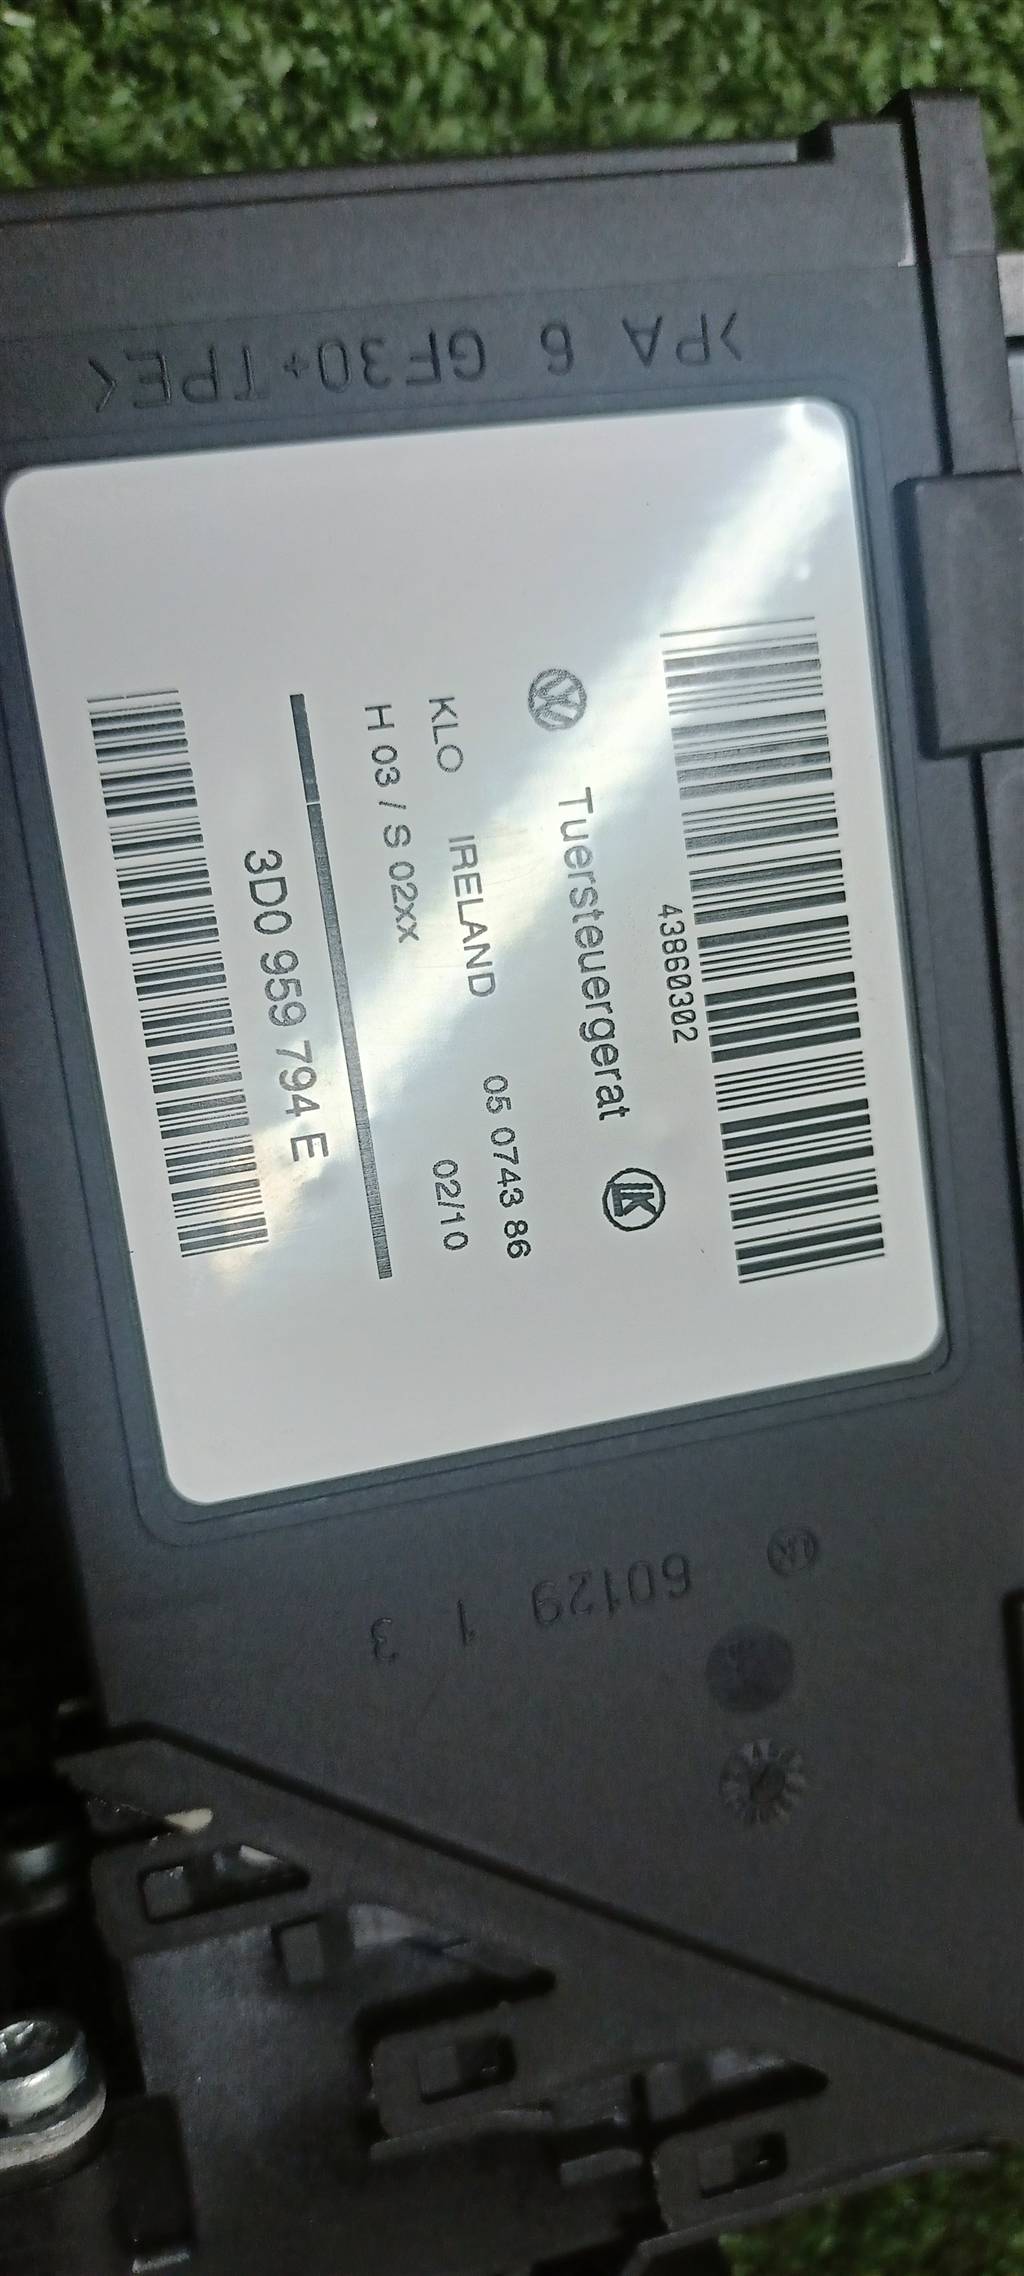 >PA 6 GF30+TPE<
43860302
Tuersteuergerat LK
KLO IRELAND 05 0743 86
H 03 / S 02XX 02/10
3D0 959 794 E
60129 1 3